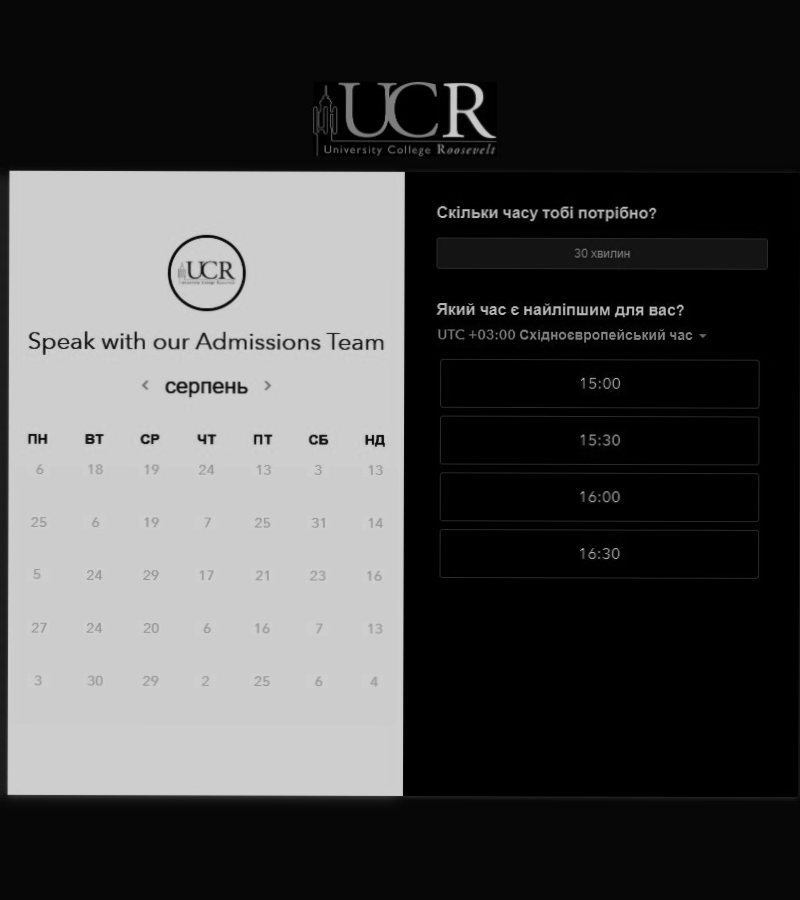 UCR
University College Roosevelt
UCR
University College Roosevelt
Speak with our Admissions Team
серпень
ПН ВТ СР ЧТ ПТ СБ НД
6 18 19 24 13 3 13
25 6 19 7 25 31 14
5 24 29 17 21 23 16
27 24 20 6 16 7 13
3 30 29 2 25 6 4
Скільки часу тобі потрібно?
30 хвилин
Який час є найліпшим для вас?
UTC +03:00 Східноєвропейський час
15:00
15:30
16:00
16:30